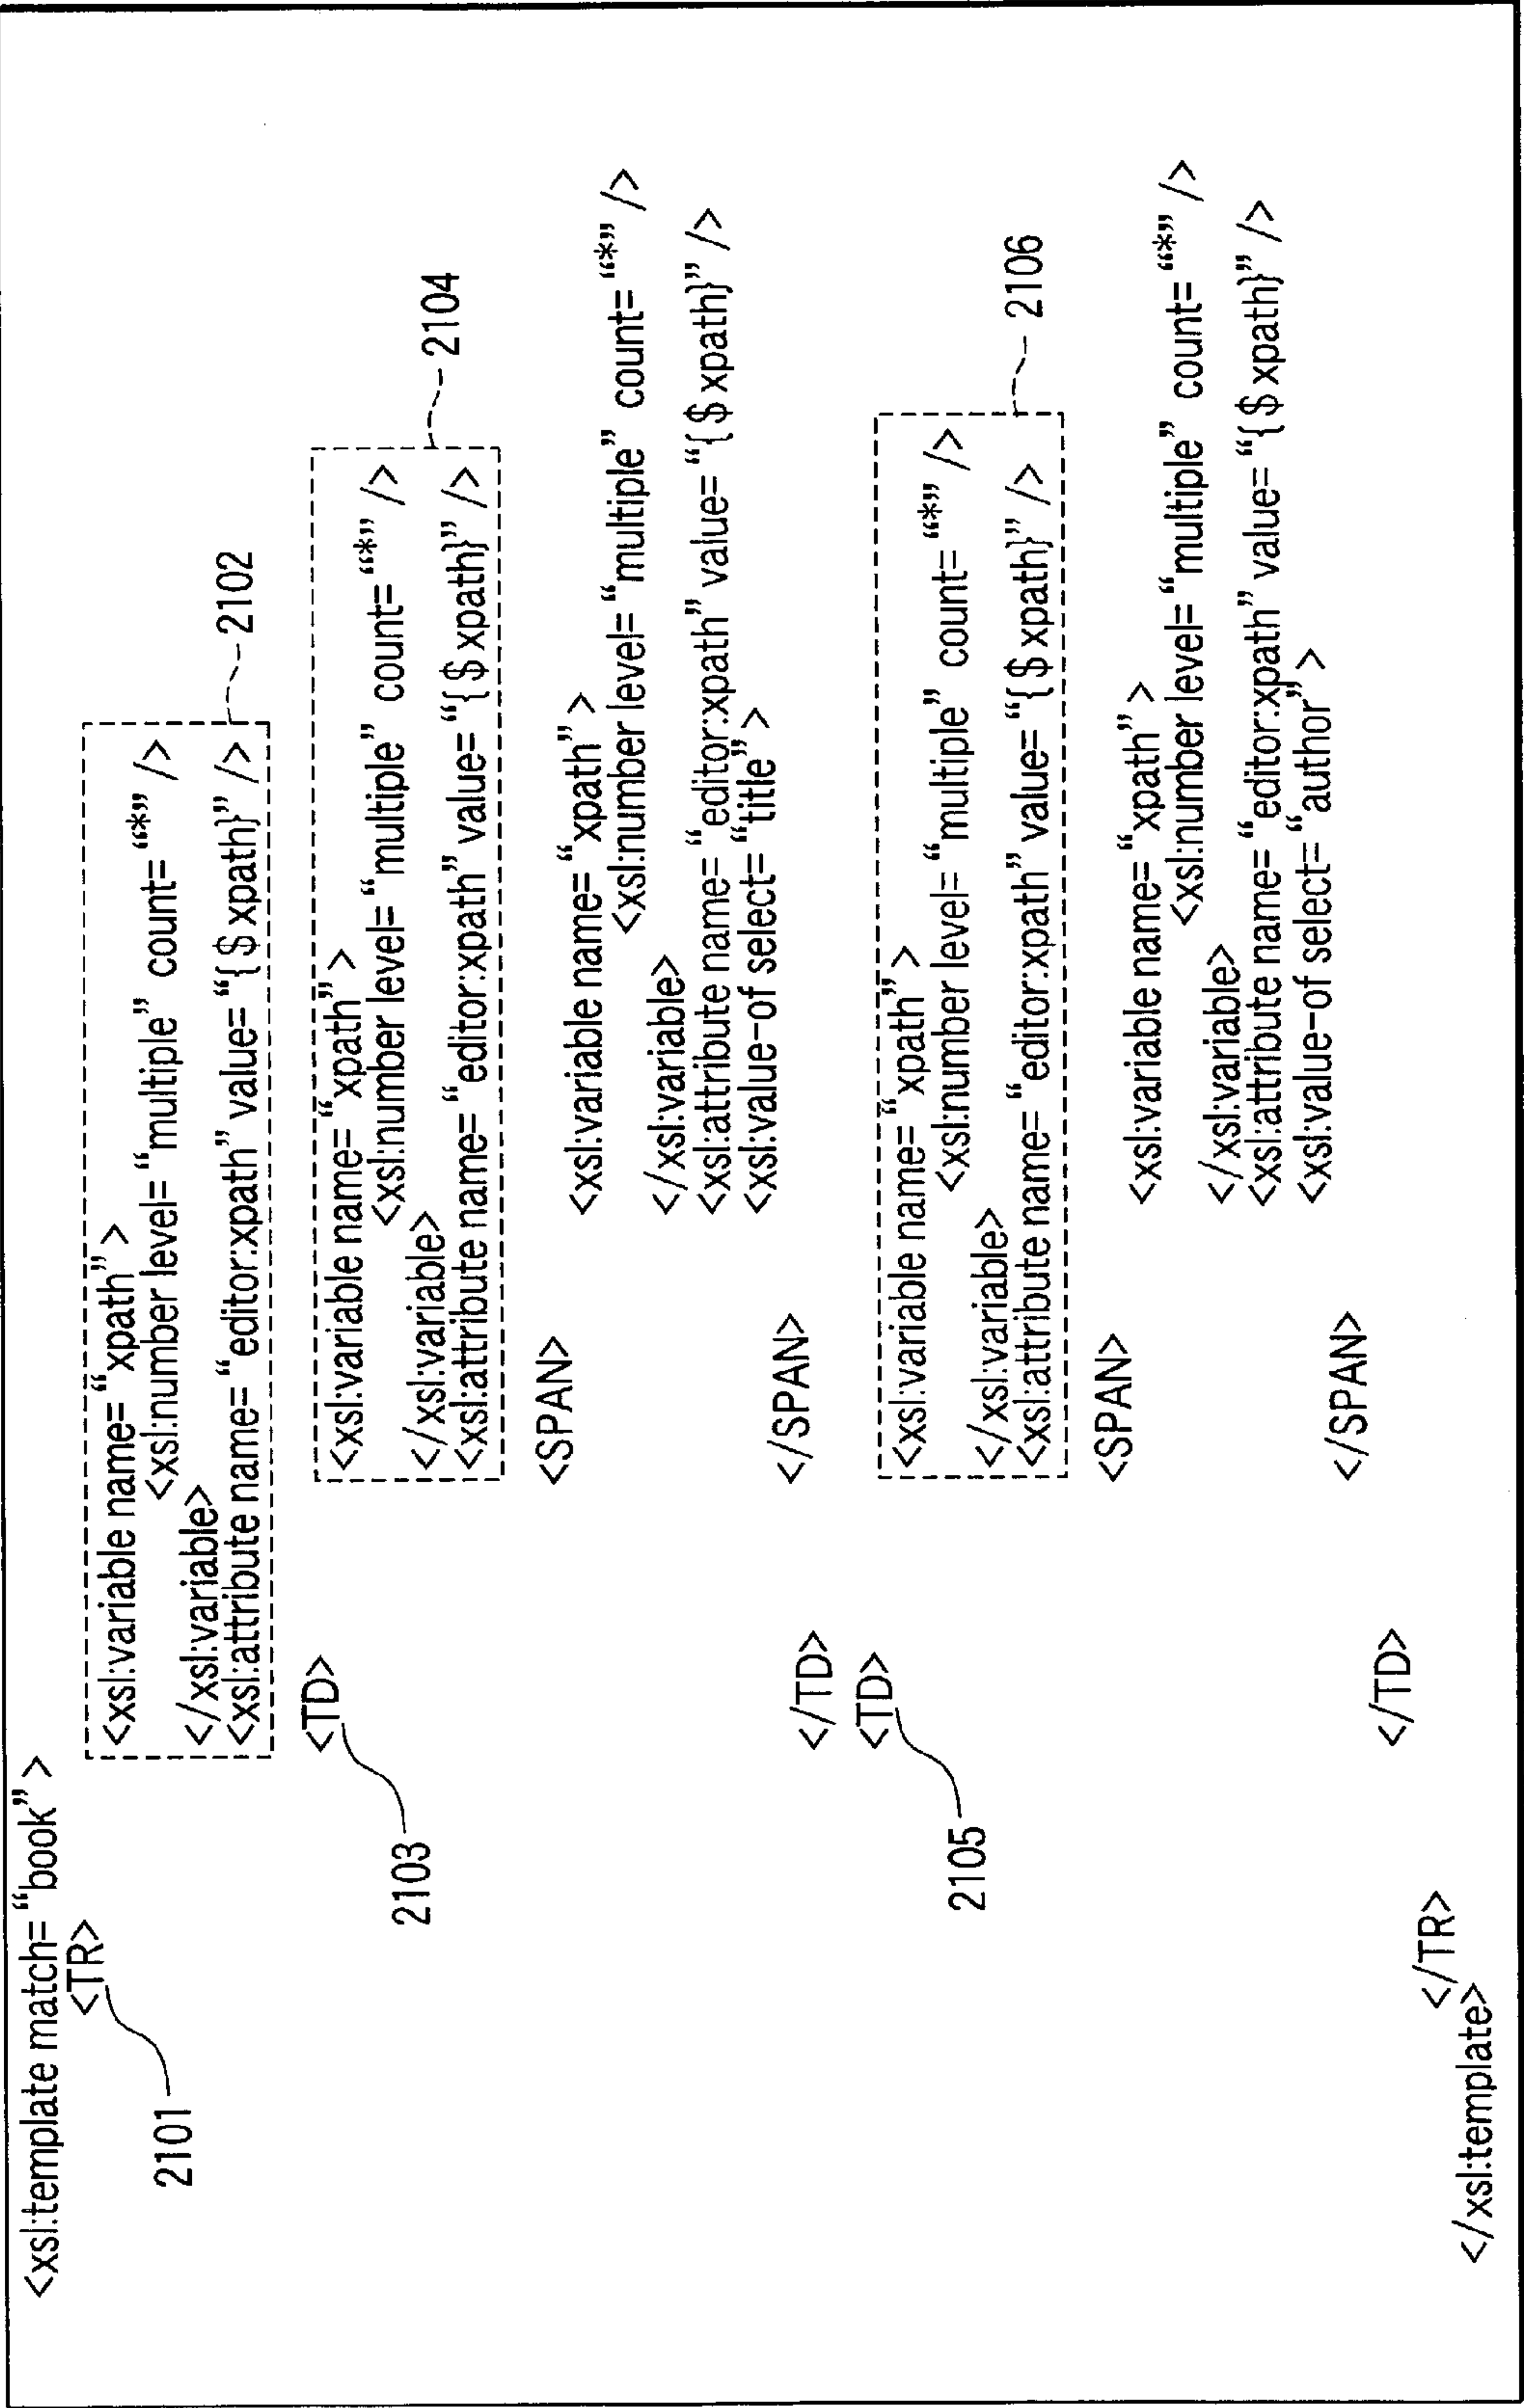 <xsl:template match=“book”>
<TR>
2101
<xsl:variable name=“xpath”>
<xsl:number level=“multiple” count=“*” />
</xsl:variable>
<xsl:attribute name=“editor:xpath” value=“{$xpath}” />
2102
<TD>
2103
<xsl:variable name=“xpath”>
<xsl:number level=“multiple” count=“*” />
</xsl:variable>
<xsl:attribute name=“editor:xpath” value=“{$xpath}” />
2104
<SPAN>
<xsl:variable name=“xpath”>
<xsl:number level=“multiple” count=“*” />
</xsl:variable>
<xsl:attribute name=“editor:xpath” value=“{$xpath}” />
<xsl:value-of select=“title”>
</SPAN>
</TD>
<TD>
2105
<xsl:variable name=“xpath”>
<xsl:number level=“multiple” count=“*” />
</xsl:variable>
<xsl:attribute name=“editor:xpath” value=“{$xpath}” />
2106
<SPAN>
<xsl:variable name=“xpath”>
<xsl:number level=“multiple” count=“*” />
</xsl:variable>
<xsl:attribute name=“editor:xpath” value=“{$xpath}” />
<xsl:value-of select=“author”>
</SPAN>
</TD>
</TR>
</xsl:template>